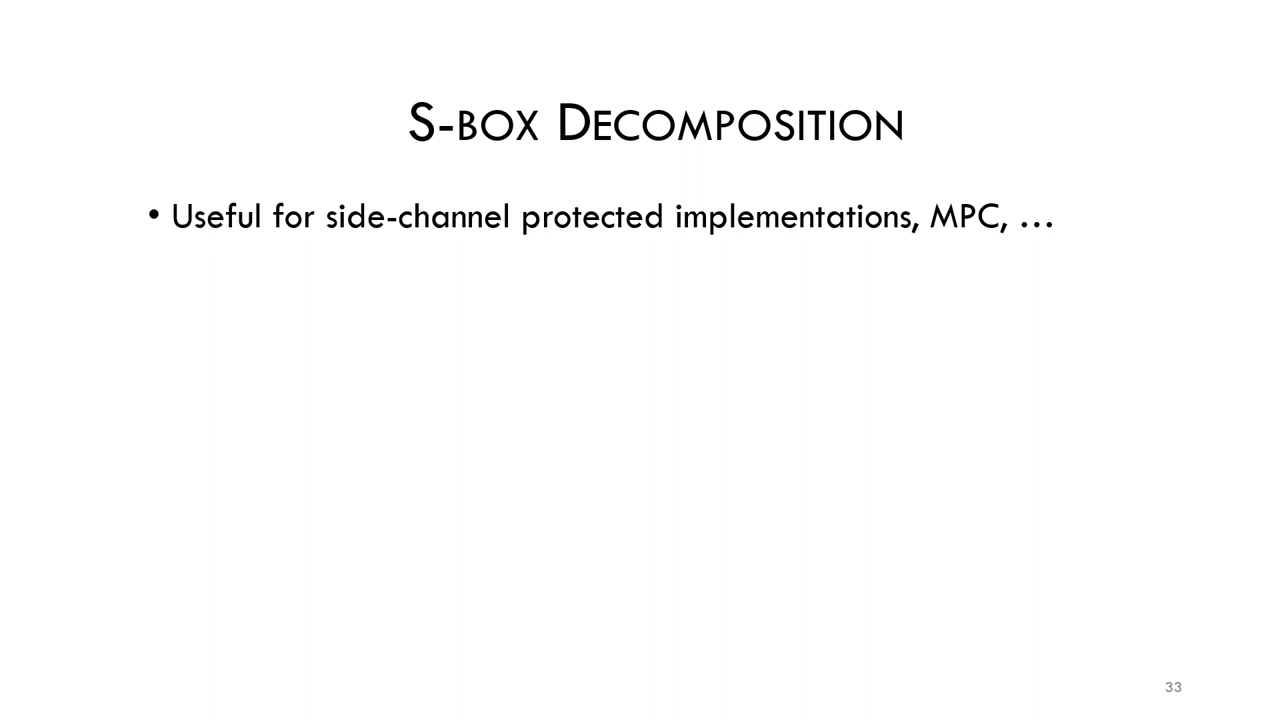 S-BOX DECOMPOSITION
• Useful for side-channel protected implementations, MPC, …
33